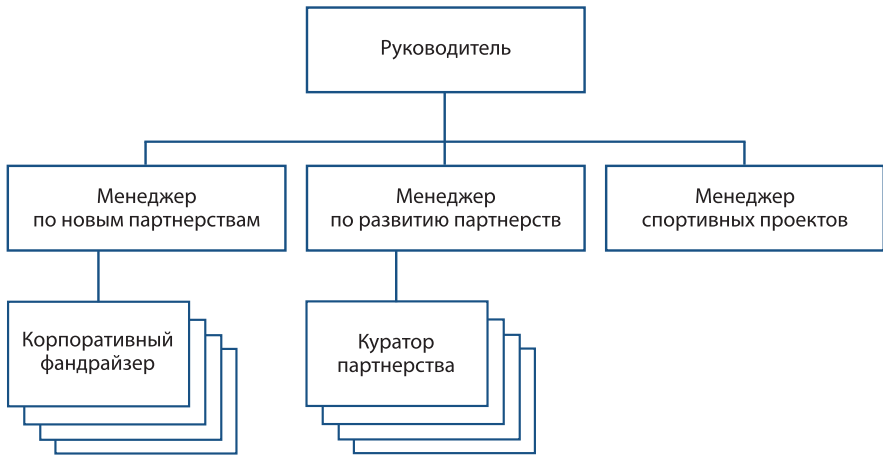 Руководитель
Менеджер
по новым партнерствам
Менеджер
по развитию партнерств
Менеджер
спортивных проектов
Корпоративный
фандрайзер
Куратор
партнерства